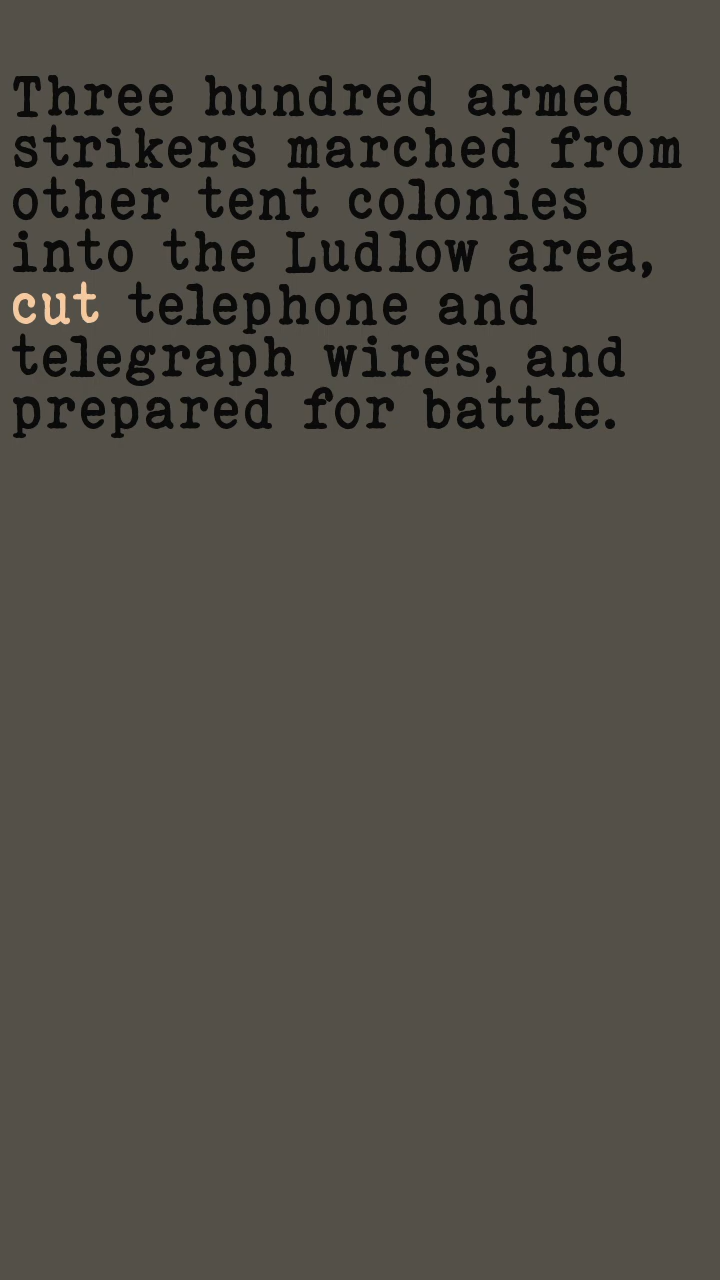 Three hundred armed
strikers marched from
other tent colonies
into the Ludlow area,
cut telephone and
telegraph wires, and
prepared for battle.